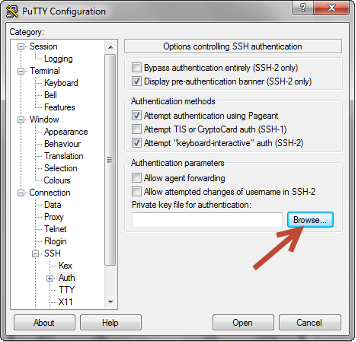 PuTTY Configuration
Category:
Session
Logging
Terminal
Keyboard
Bell
Features
Window
Appearance
Behaviour
Translation
Selection
Colours
Connection
Data
Proxy
Telnet
Rlogin
SSH
Kex
Auth
TTY
X11
Options controlling SSH authentication
Bypass authentication entirely (SSH-2 only)
Display pre-authentication banner (SSH-2 only)
Authentication methods
Attempt authentication using Pageant
Attempt TIS or CryptoCard auth (SSH-1)
Attempt "keyboard-interactive" auth (SSH-2)
Authentication parameters
Allow agent forwarding
Allow attempted changes of username in SSH-2
Private key file for authentication:
Browse...
About
Help
Open
Cancel